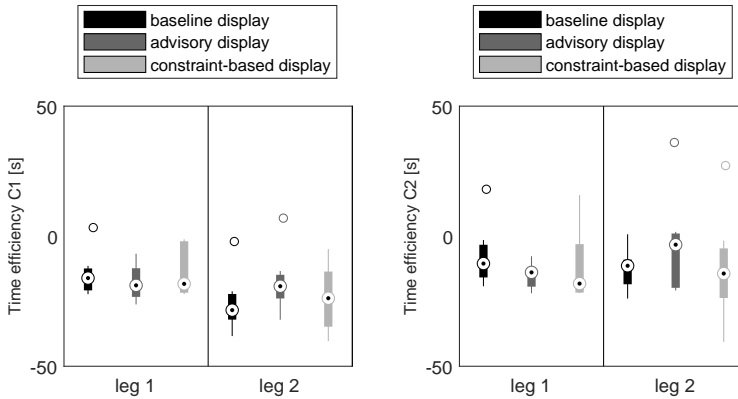 baseline display
advisory display
constraint-based display
50
0
-50
Time efficiency C1 [s]
leg 1
leg 2
baseline display
advisory display
constraint-based display
50
0
-50
Time efficiency C2 [s]
leg 1
leg 2